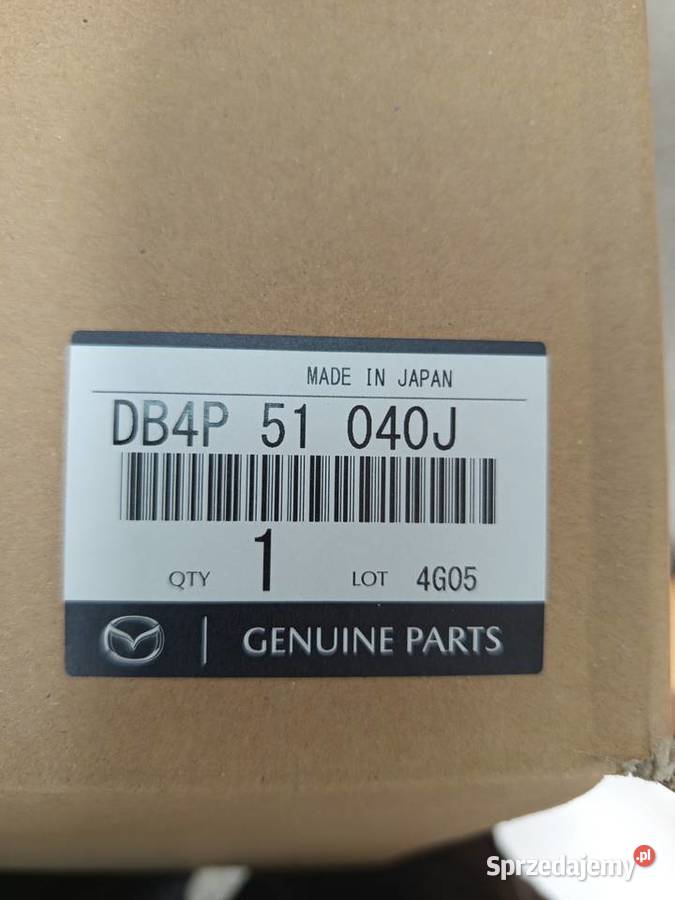 MADE IN JAPAN
DB4P 51 040J
QTY 1 LOT 4G05
GENUINE PARTS
Sprzedajemy.pl